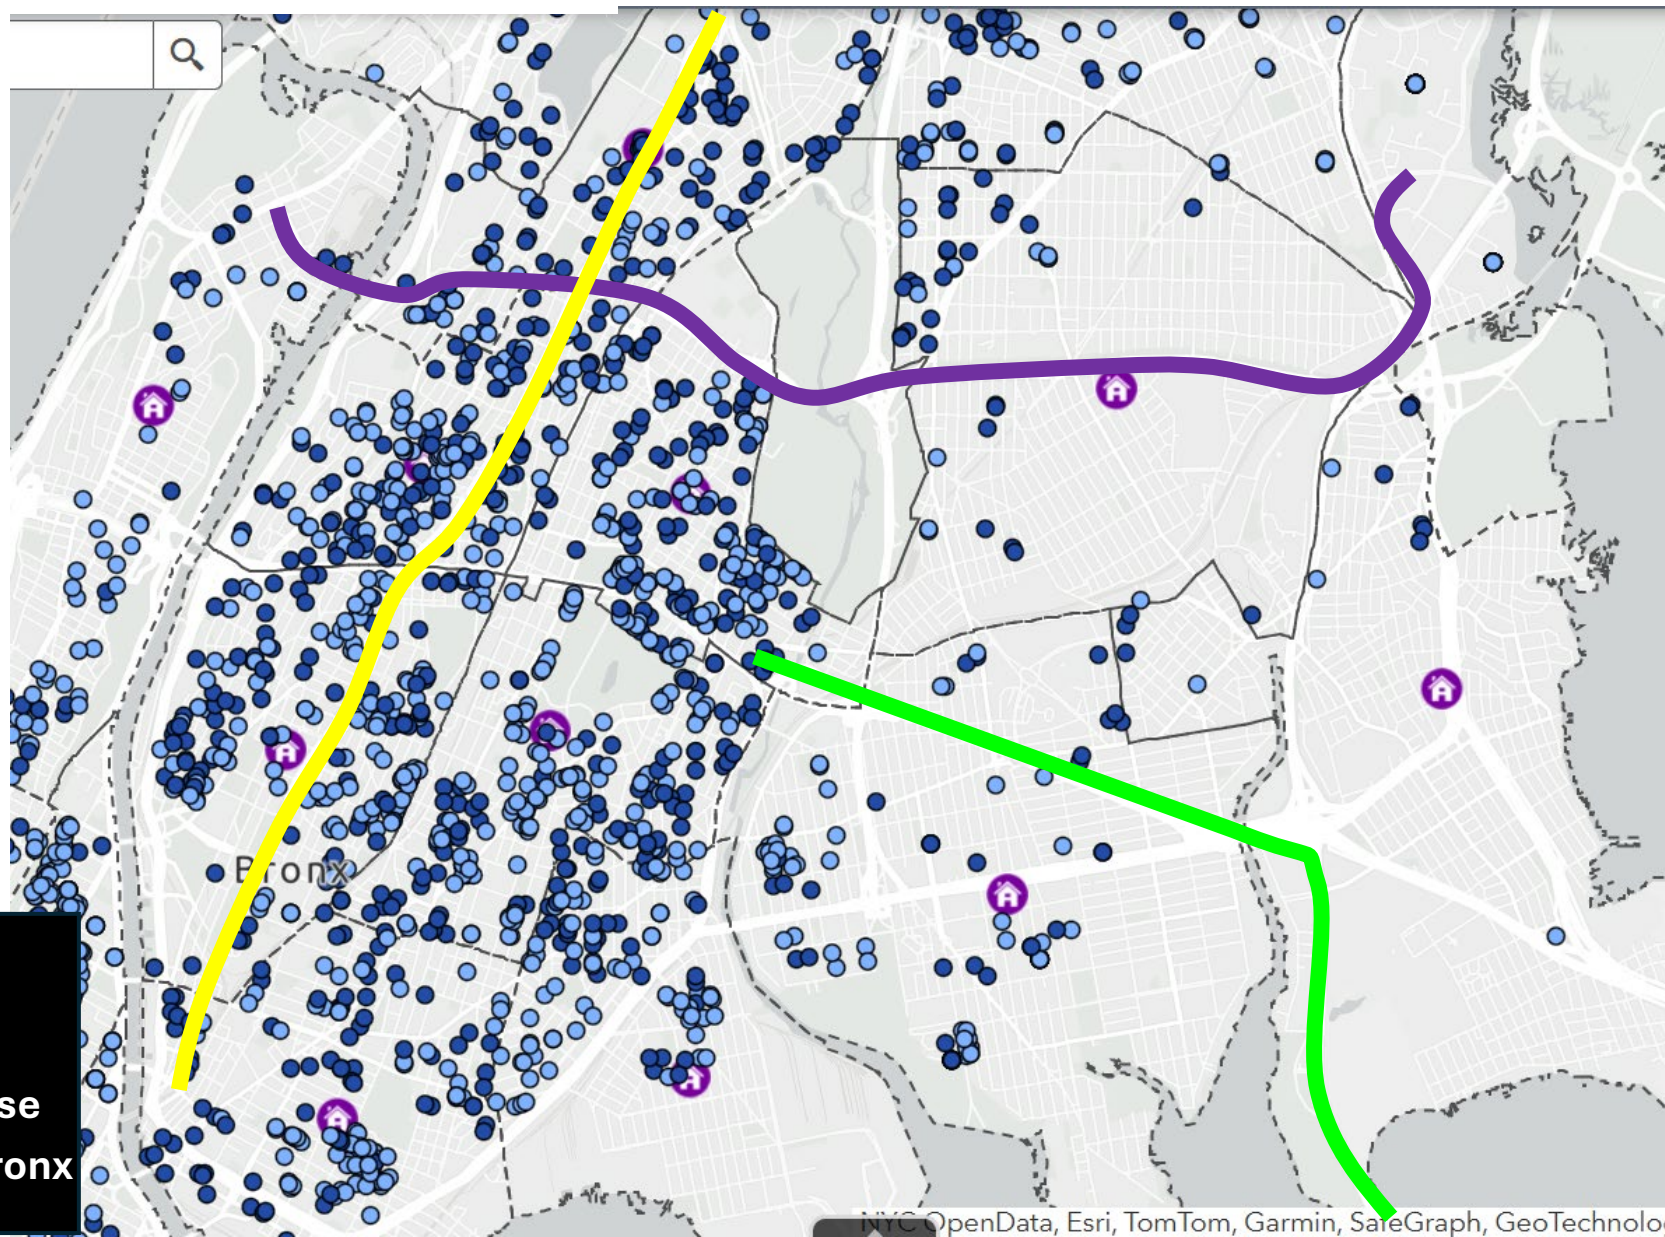 Bronx
se
ronx
NYC OpenData, Esri, TomTom, Garmin, SafeGraph, GeoTechnolo